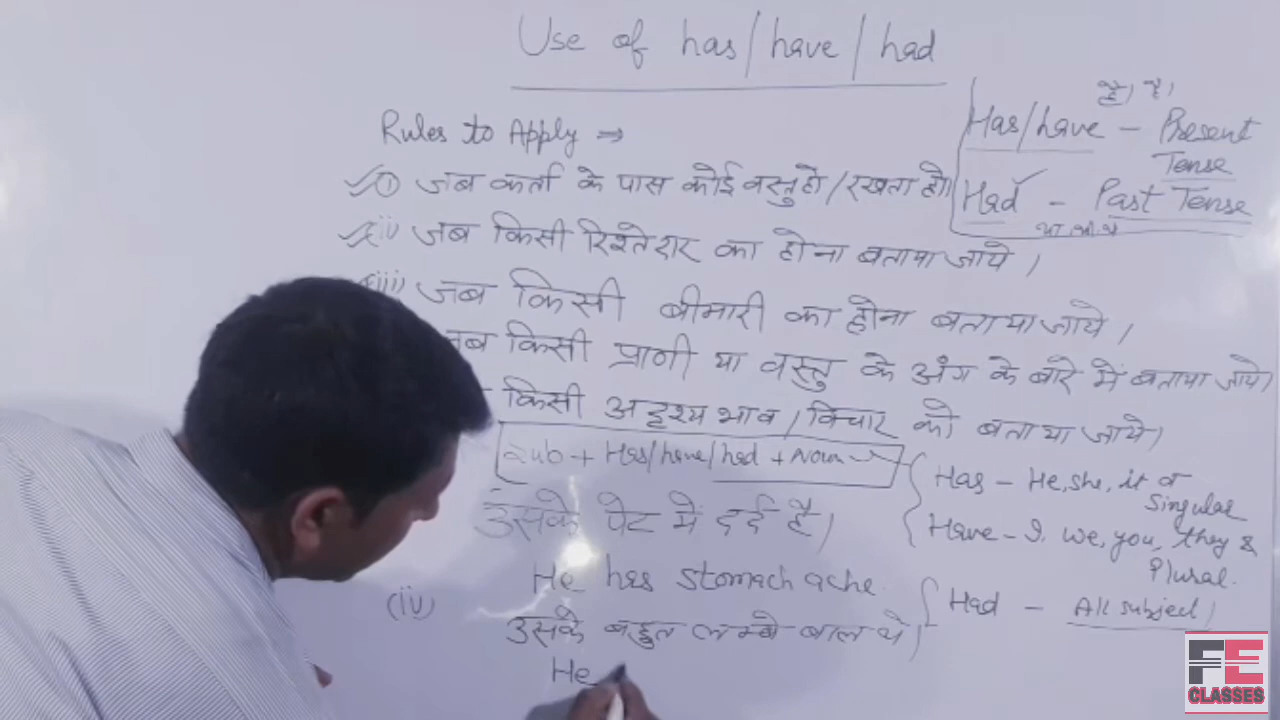 Use of has/have/had
Rules to Apply ⇒
(i) जब कर्ता के पास कोई वस्तु हो/रखता हो।
(ii) जब किसी रिश्तेदार का होना बताया जाये।
(iii) जब किसी बीमारी का होना बताया जाये।
जब किसी प्राणी या वस्तु के अंग के बारे में बताया जाये।
किसी अदृश्य भाव/विचार को बताया जाये।
है। हैं।
Has/have - Present
Tense
Had - Past Tense
था, थी, थे
Sub + Has/have/had + Noun
Has - He, she, it or
Singular
Have - I, we, you, they &
Plural.
Had - All subject
उसके पेट में दर्द है।
He has stomach ache.
(iv)
उसके बहुत लम्बे बाल थे।
He
FE
CLASSES